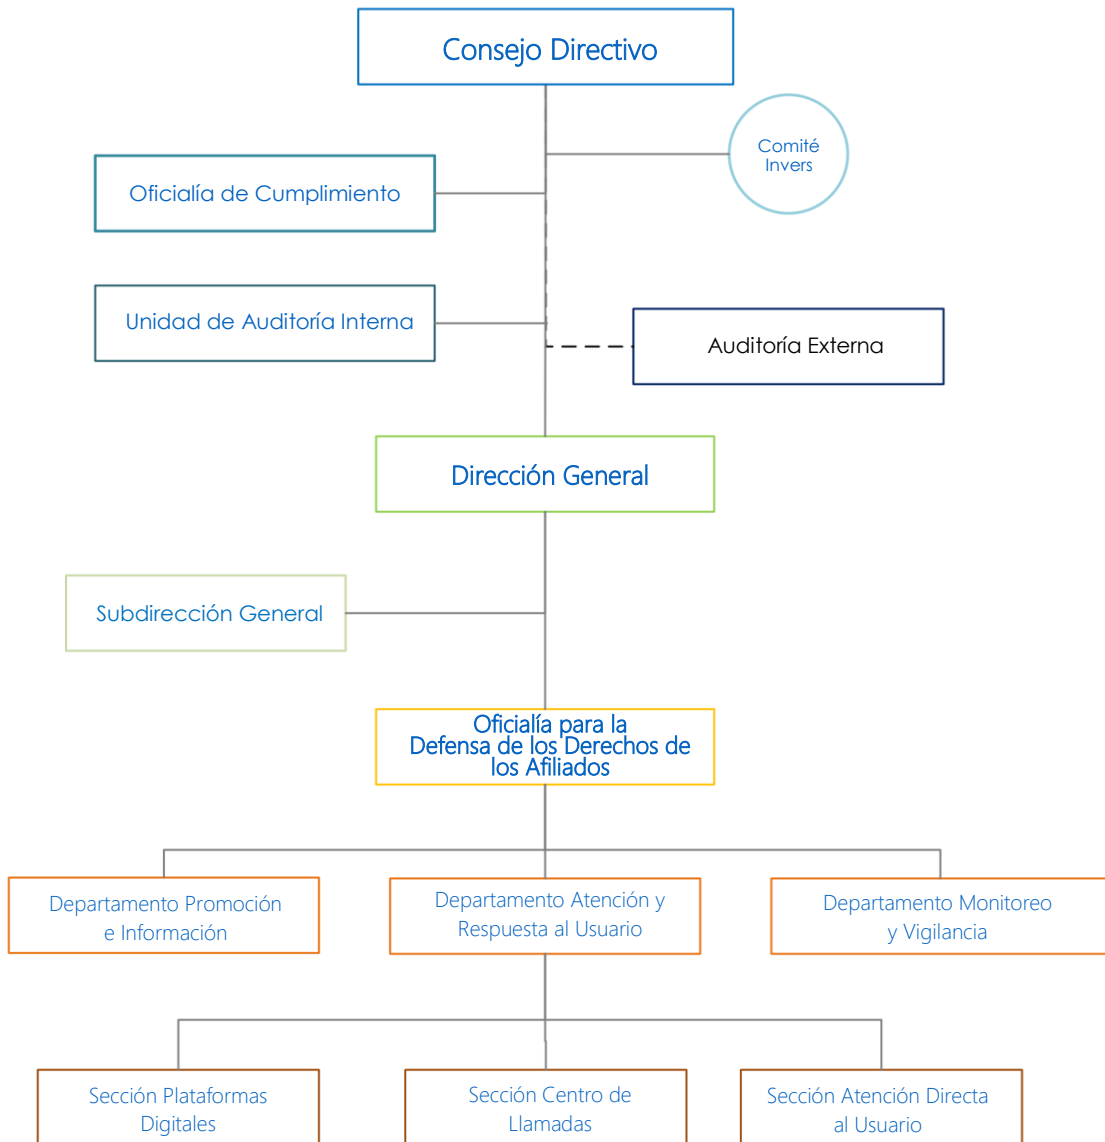 Consejo Directivo
Comité
Invers
Oficialía de Cumplimiento
Unidad de Auditoría Interna
Auditoría Externa
Dirección General
Subdirección General
Oficialía para la
Defensa de los Derechos de
los Afiliados
Departamento Promoción
e Información
Departamento Atención y
Respuesta al Usuario
Departamento Monitoreo
y Vigilancia
Sección Plataformas
Digitales
Sección Centro de
Llamadas
Sección Atención Directa
al Usuario